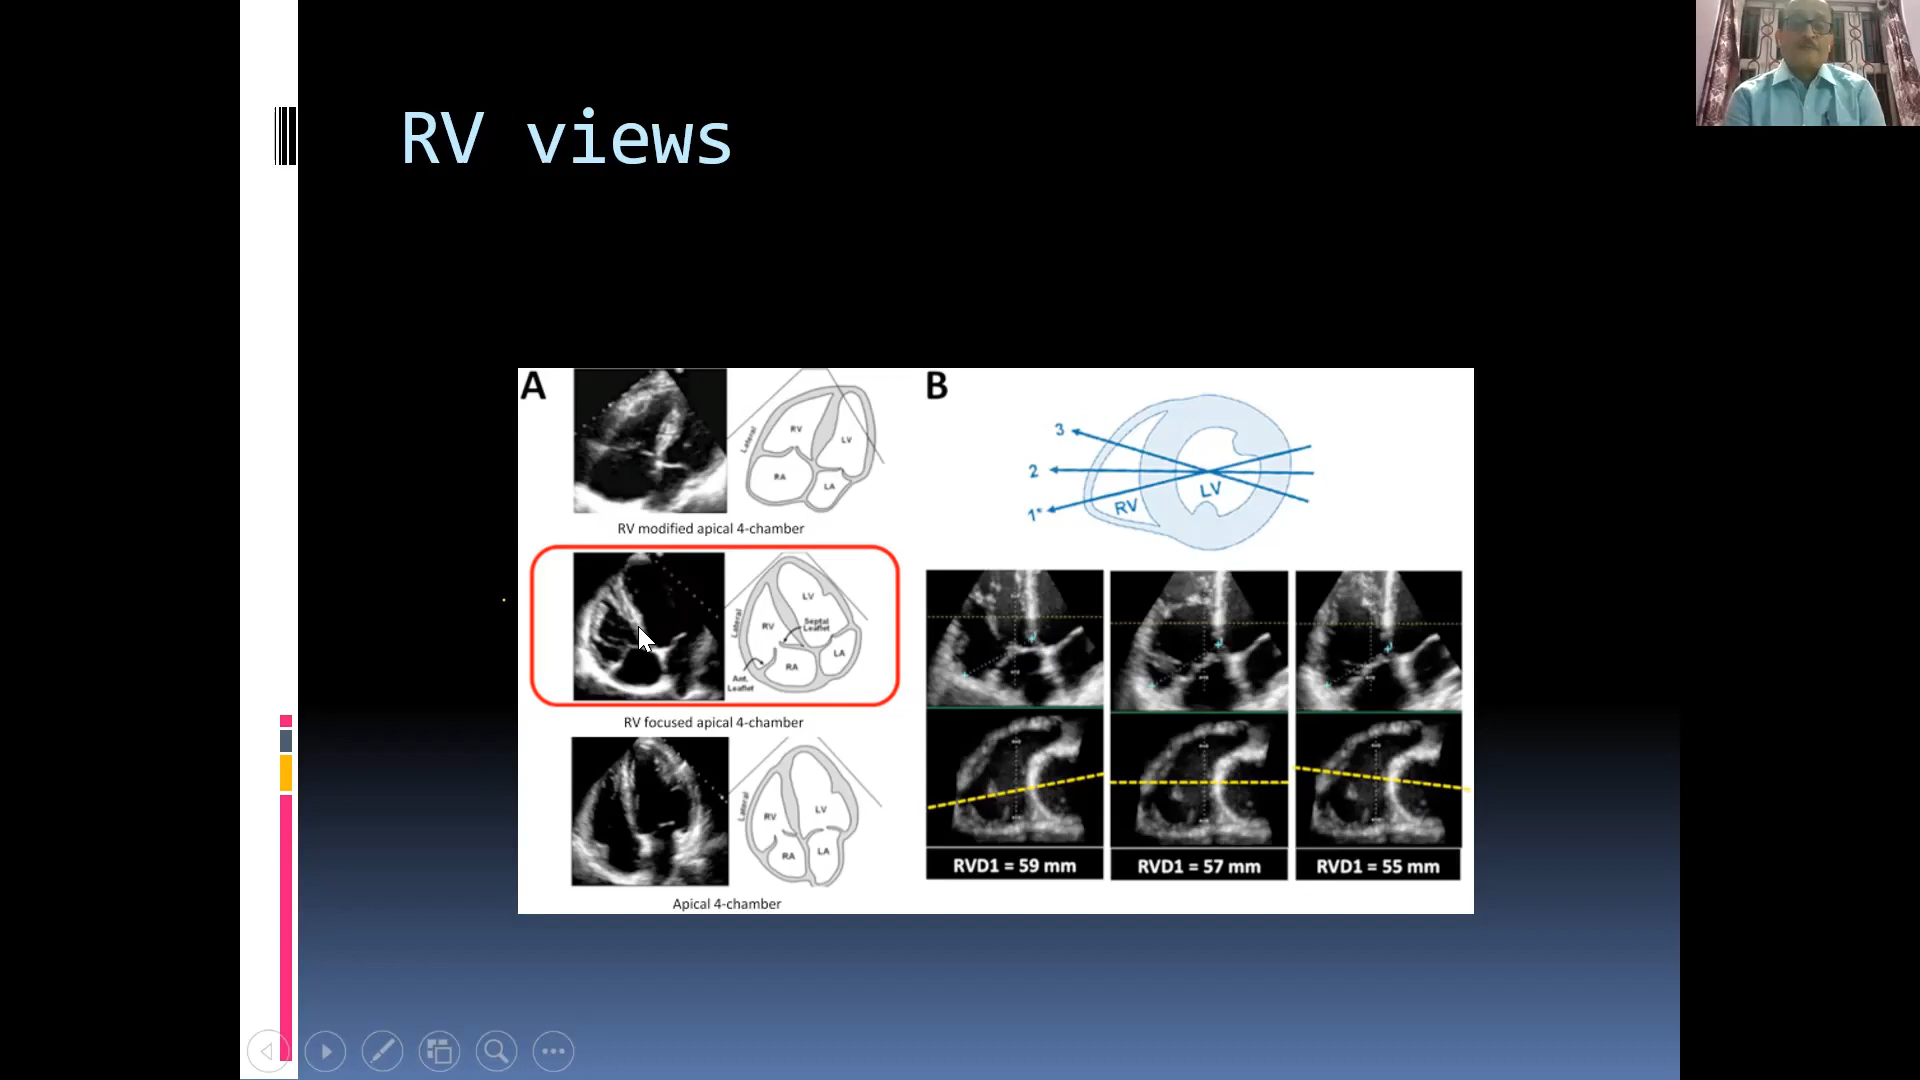 RV views
A
Lateral
RV
LV
RA
LA
RV modified apical 4-chamber
Lateral
LV
RV
Septal
Leaflet
LA
RA
Ant.
Leaflet
RV focused apical 4-chamber
Lateral
RV
LV
RA
LA
Apical 4-chamber
B
3
2
1*
RV
LV
RVD1 = 59 mm
RVD1 = 57 mm
RVD1 = 55 mm